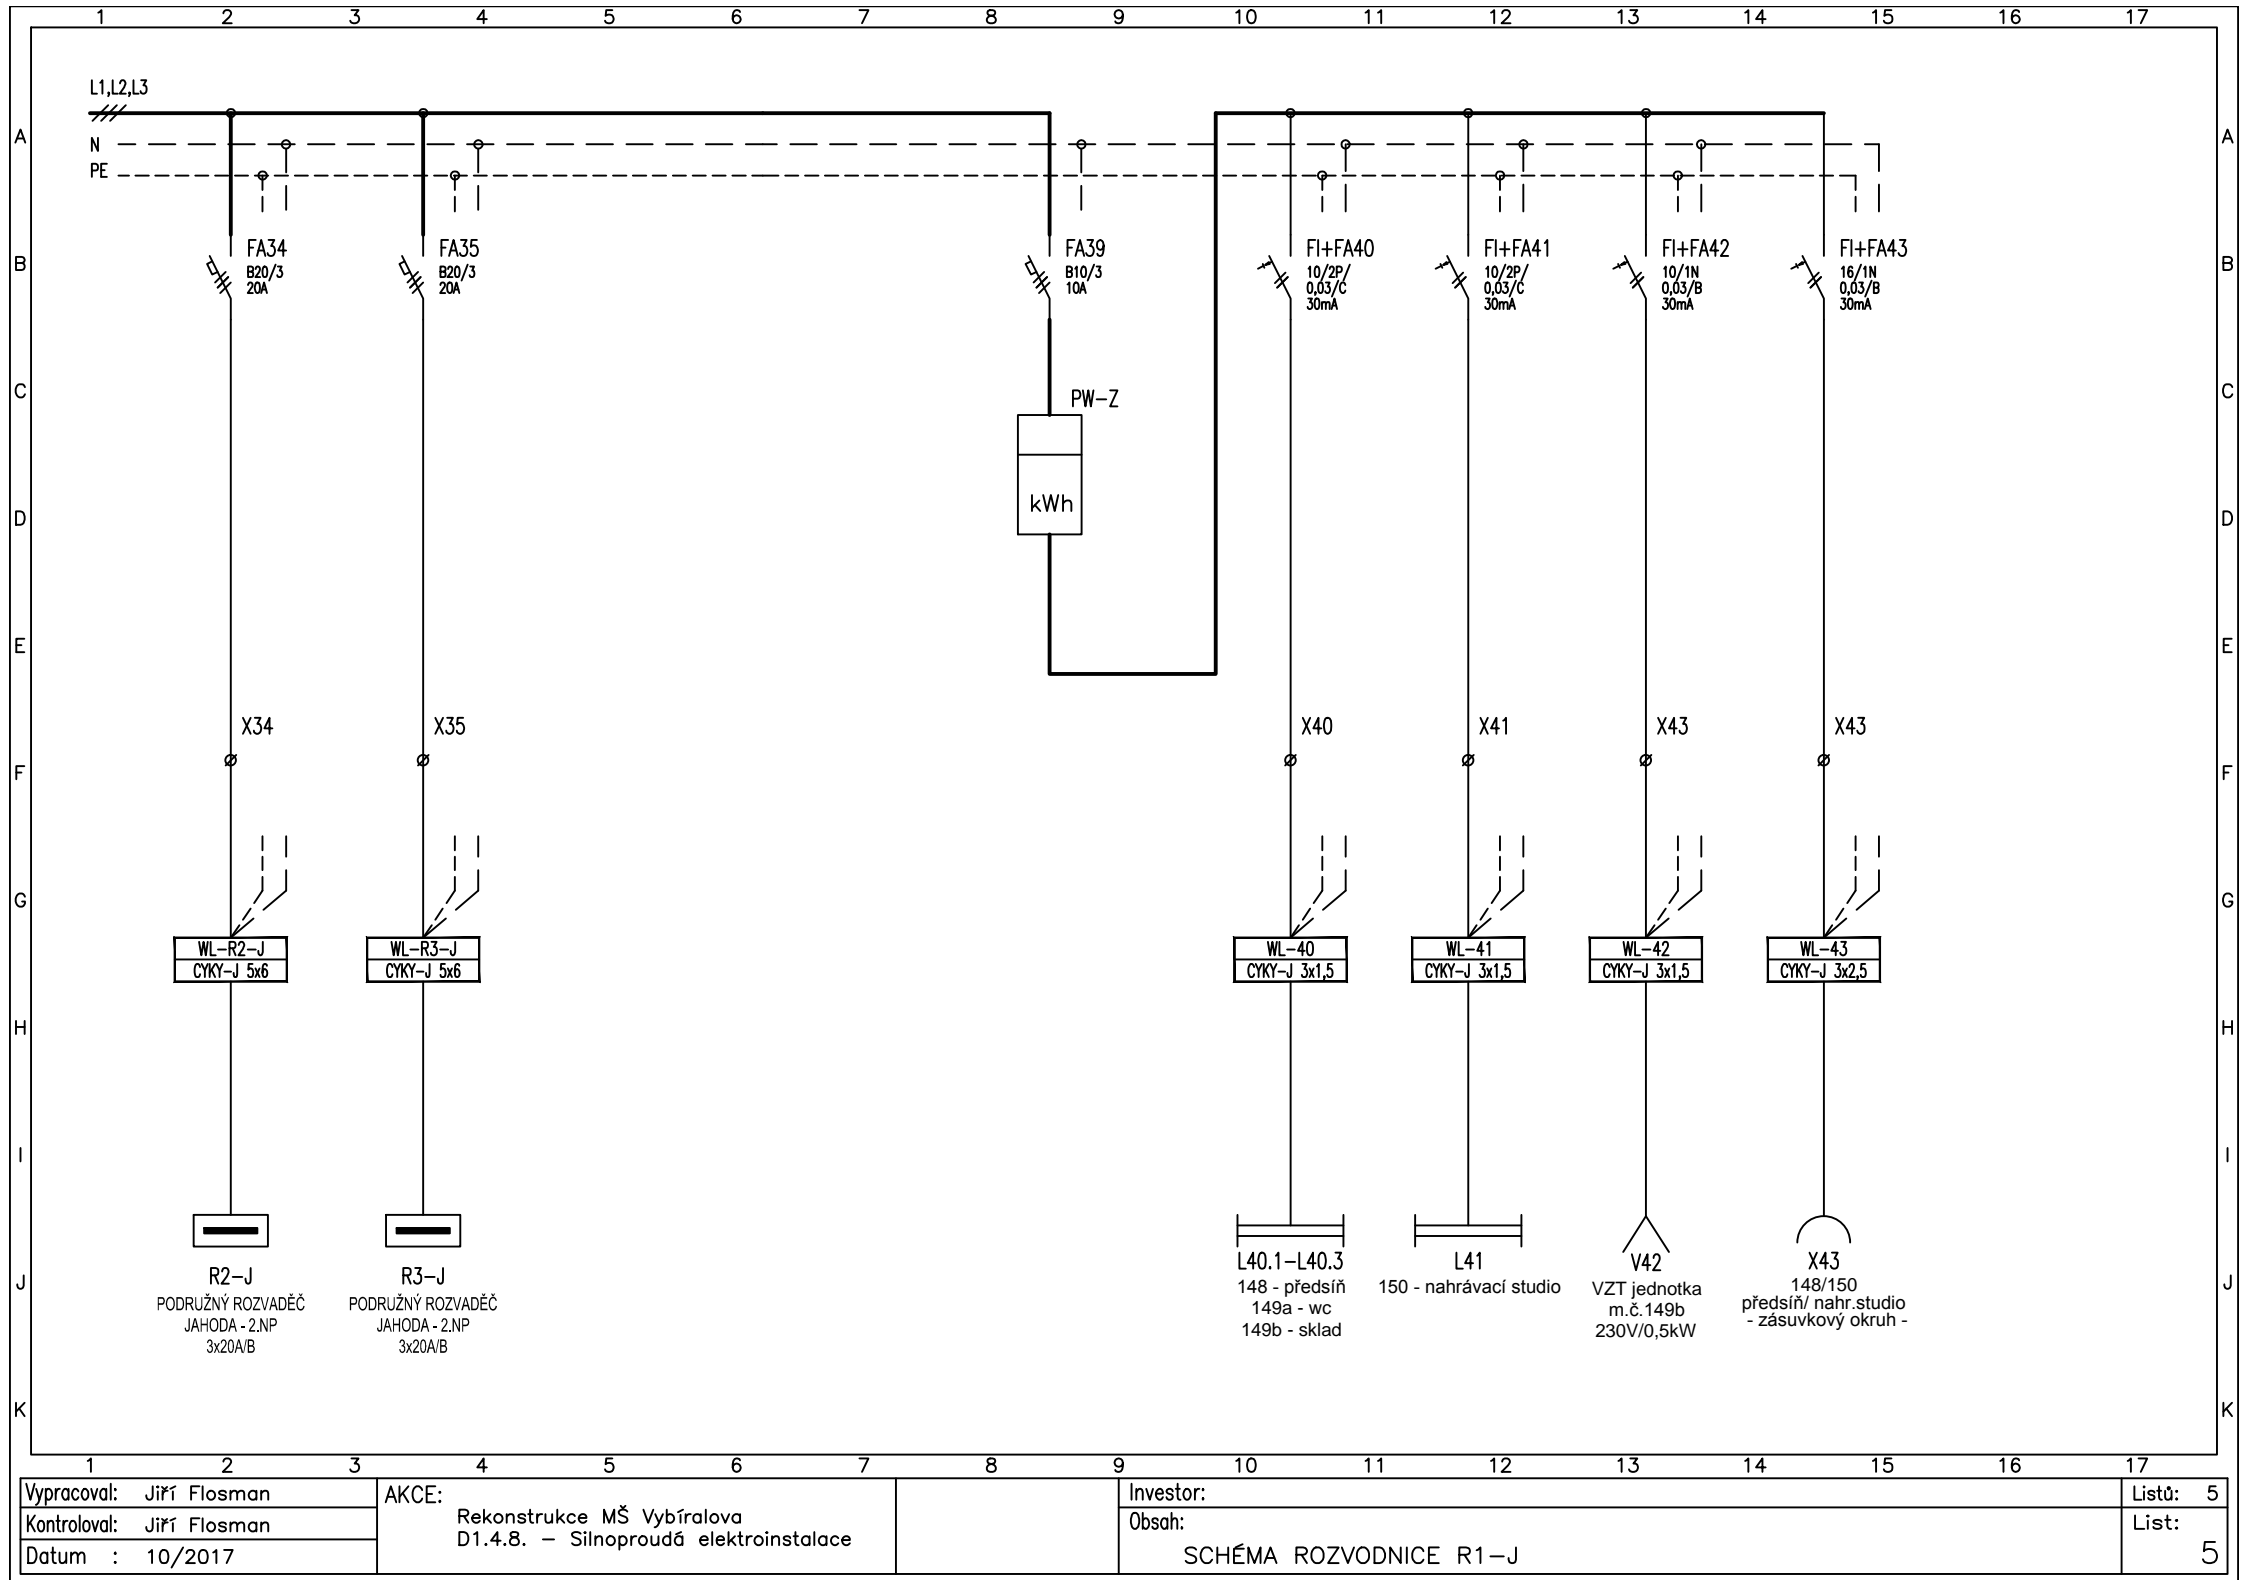 1 2 3 4 5 6 7 8 9 10 11 12 13 14 15 16 17
L1,L2,L3
A N A
PE
FA34 FA35 FA39 FI+FA40 FI+FA41 FI+FA42 FI+FA43
B B20/3 B20/3 B10/3 10/2P/ 10/2P/ 10/1N 16/1N B
20A 20A 10A 0,03/C 0,03/C 0,03/B 0,03/B
30mA 30mA 30mA 30mA
C PW-Z C
kWh
D D
E E
X34 X35 X40 X41 X43 X43
F F
G G
WL-R2-J WL-R3-J WL-40 WL-41 WL-42 WL-43
CYKY-J 5x6 CYKY-J 5x6 CYKY-J 3x1,5 CYKY-J 3x1,5 CYKY-J 3x1,5 CYKY-J 3x2,5
H H
I I
J J
R2-J
PODRUŽNÝ ROZVADĚČ
JAHODA - 2.NP
3x20A/B
R3-J
PODRUŽNÝ ROZVADĚČ
JAHODA - 2.NP
3x20A/B
L40.1-L40.3
148 - předsíň
149a - wc
149b - sklad
L41
150 - nahrávací studio
V42
VZT jednotka
m.č.149b
230V/0,5kW
X43
148/150
předsíň/ nahr.studio
- zásuvkový okruh -
K K
1 2 3 4 5 6 7 8 9 10 11 12 13 14 15 16 17
Vypracoval: Jiří Flosman
Kontroloval: Jiří Flosman
Datum : 10/2017
AKCE:
Rekonstrukce MŠ Vybíralova
D1.4.8. - Silnoproudá elektroinstalace
Investor:
Obsah:
SCHÉMA ROZVODNICE R1-J
Listů: 5
List:
5